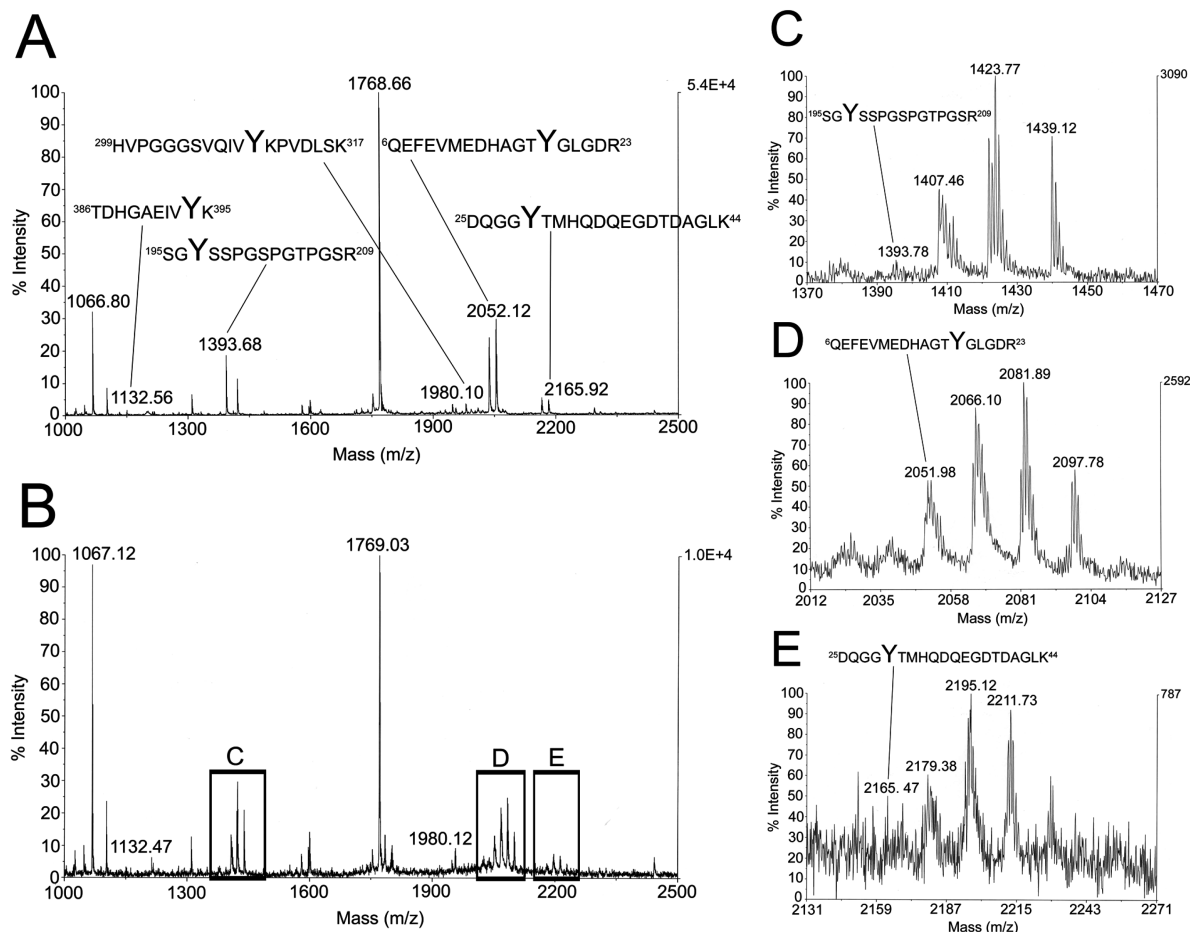 A
1768.66
5.4E+4
100
90
80
70
60
50
40
30
20
10
0
% Intensity
²⁹⁹HVPGGGSVQIVYKPVDLSK³¹⁷
⁶QEFEVMEDHAGTYGLGDR²³
³⁸⁶TDHGAEIVYK³⁹⁵
²⁵DQGGYTMHQDQEGDTDAGLK⁴⁴
¹⁹⁵SGYSSPGSPGTPGSR²⁰⁹
1066.80
2052.12
1393.68
1132.56
1980.10
2165.92
1000 1300 1600 1900 2200 2500
Mass (m/z)
B
1067.12
1769.03
1.0E+4
100
90
80
70
60
50
40
30
20
10
0
% Intensity
C
D
E
1132.47
1980.12
1000 1300 1600 1900 2200 2500
Mass (m/z)
C
1423.77
3090
100
90
80
70
60
50
40
30
20
10
0
% Intensity
¹⁹⁵SGYSSPGSPGTPGSR²⁰⁹
1439.12
1407.46
1393.78
1370 1390 1410 1430 1450 1470
Mass (m/z)
D
⁶QEFEVMEDHAGTYGLGDR²³
2081.89
2592
100
90
80
70
60
50
40
30
20
10
0
% Intensity
2066.10
2051.98
2097.78
2012 2035 2058 2081 2104 2127
Mass (m/z)
E
²⁵DQGGYTMHQDQEGDTDAGLK⁴⁴
2195.12
787
100
90
80
70
60
50
40
30
20
10
0
% Intensity
2211.73
2179.38
2165. 47
2131 2159 2187 2215 2243 2271
Mass (m/z)